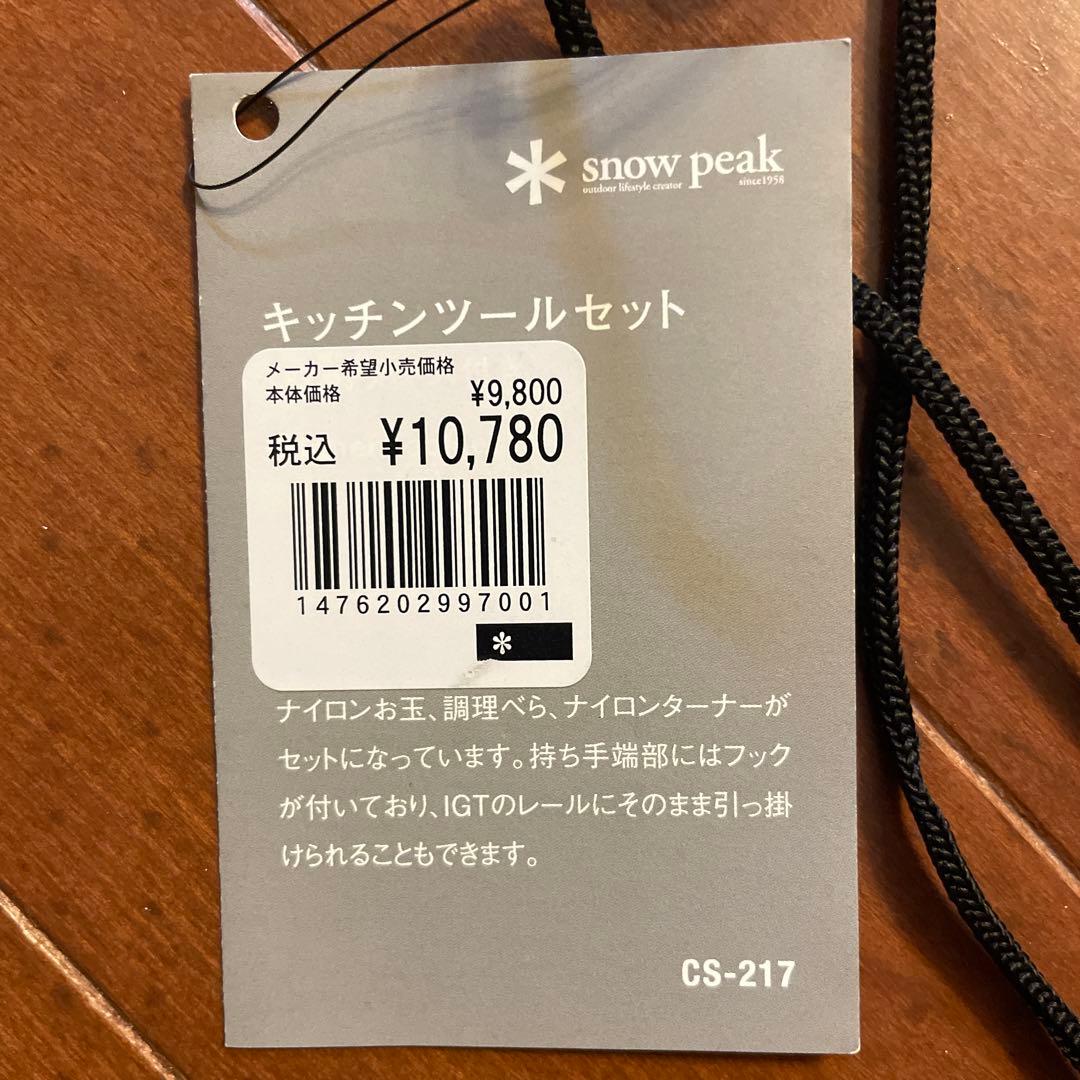 snow peak
outdoor lifestyle creator since1958
キッチンツールセット
メーカー希望小売価格
本体価格 ¥9,800
税込 ¥10,780
1476202997001
ナイロンお玉、調理べら、ナイロンターナーが
セットになっています。持ち手端部にはフック
が付いており、IGTのレールにそのまま引っ掛
けられることもできます。
CS-217